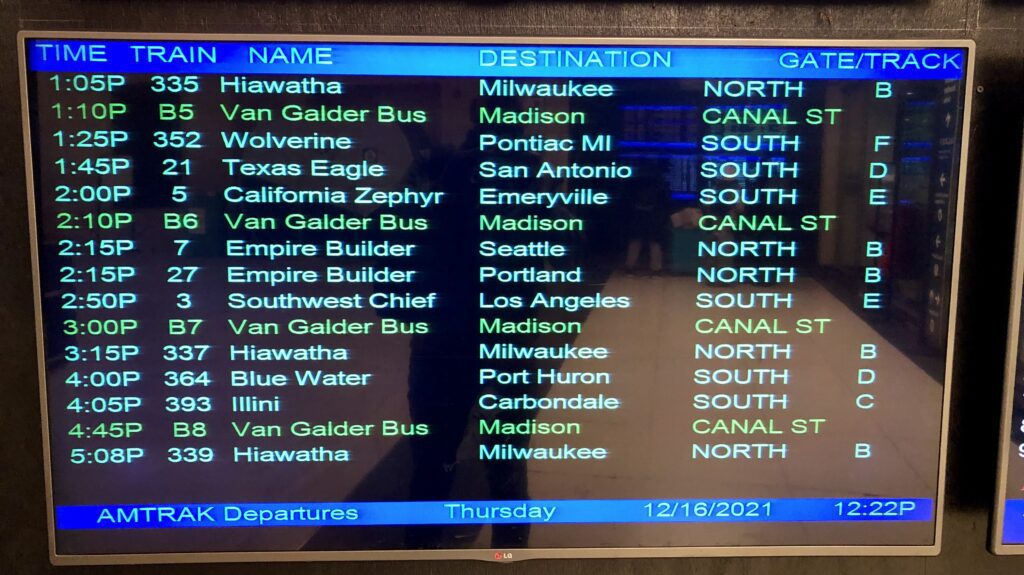 TIME TRAIN NAME DESTINATION GATE/TRACK
1:05P 335 Hiawatha Milwaukee NORTH B
1:10P B5 Van Galder Bus Madison CANAL ST
1:25P 352 Wolverine Pontiac MI SOUTH F
1:45P 21 Texas Eagle San Antonio SOUTH D
2:00P 5 California Zephyr Emeryville SOUTH E
2:10P B6 Van Galder Bus Madison CANAL ST
2:15P 7 Empire Builder Seattle NORTH B
2:15P 27 Empire Builder Portland NORTH B
2:50P 3 Southwest Chief Los Angeles SOUTH E
3:00P B7 Van Galder Bus Madison CANAL ST
3:15P 337 Hiawatha Milwaukee NORTH B
4:00P 364 Blue Water Port Huron SOUTH D
4:05P 393 Illini Carbondale SOUTH C
4:45P B8 Van Galder Bus Madison CANAL ST
5:08P 339 Hiawatha Milwaukee NORTH B
AMTRAK Departures Thursday 12/16/2021 12:22P
LG